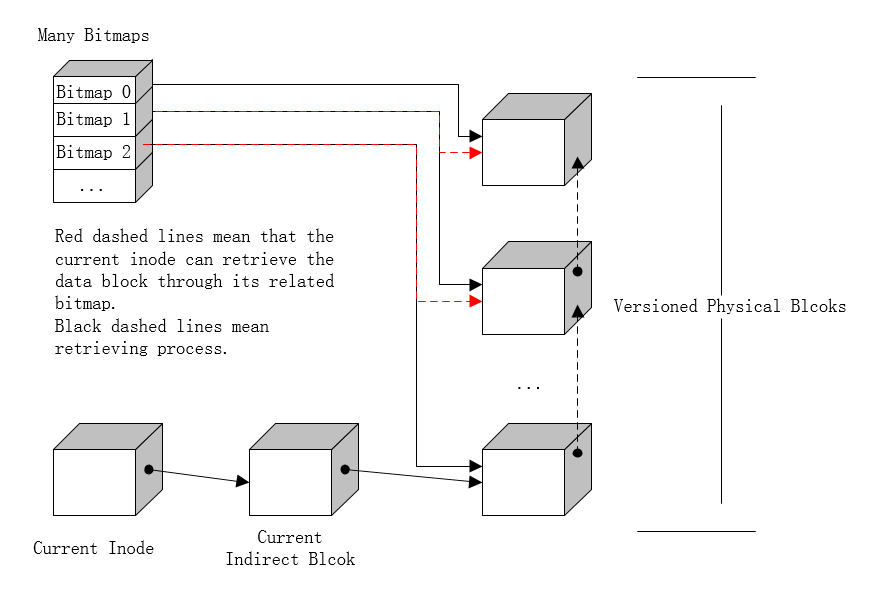 Many Bitmaps
Bitmap 0
Bitmap 1
Bitmap 2
...
Red dashed lines mean that the
current inode can retrieve the
data block through its related
bitmap.
Black dashed lines mean
retrieving process.
Versioned Physical Blcoks
...
Current Inode
Current
Indirect Blcok